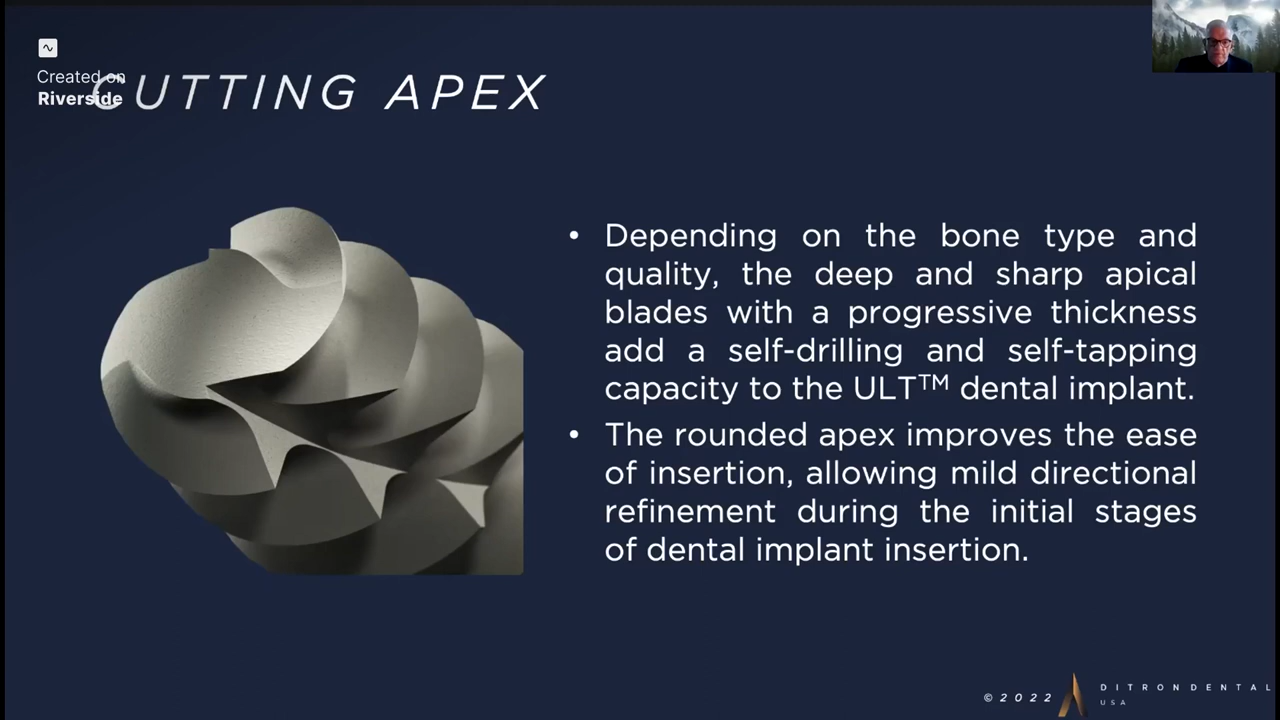 Created on
Riverside
CUTTING APEX
• Depending on the bone type and
quality, the deep and sharp apical
blades with a progressive thickness
add a self-drilling and self-tapping
capacity to the ULT™ dental implant.
• The rounded apex improves the ease
of insertion, allowing mild directional
refinement during the initial stages
of dental implant insertion.
©2022
DITRONDENTAL
USA